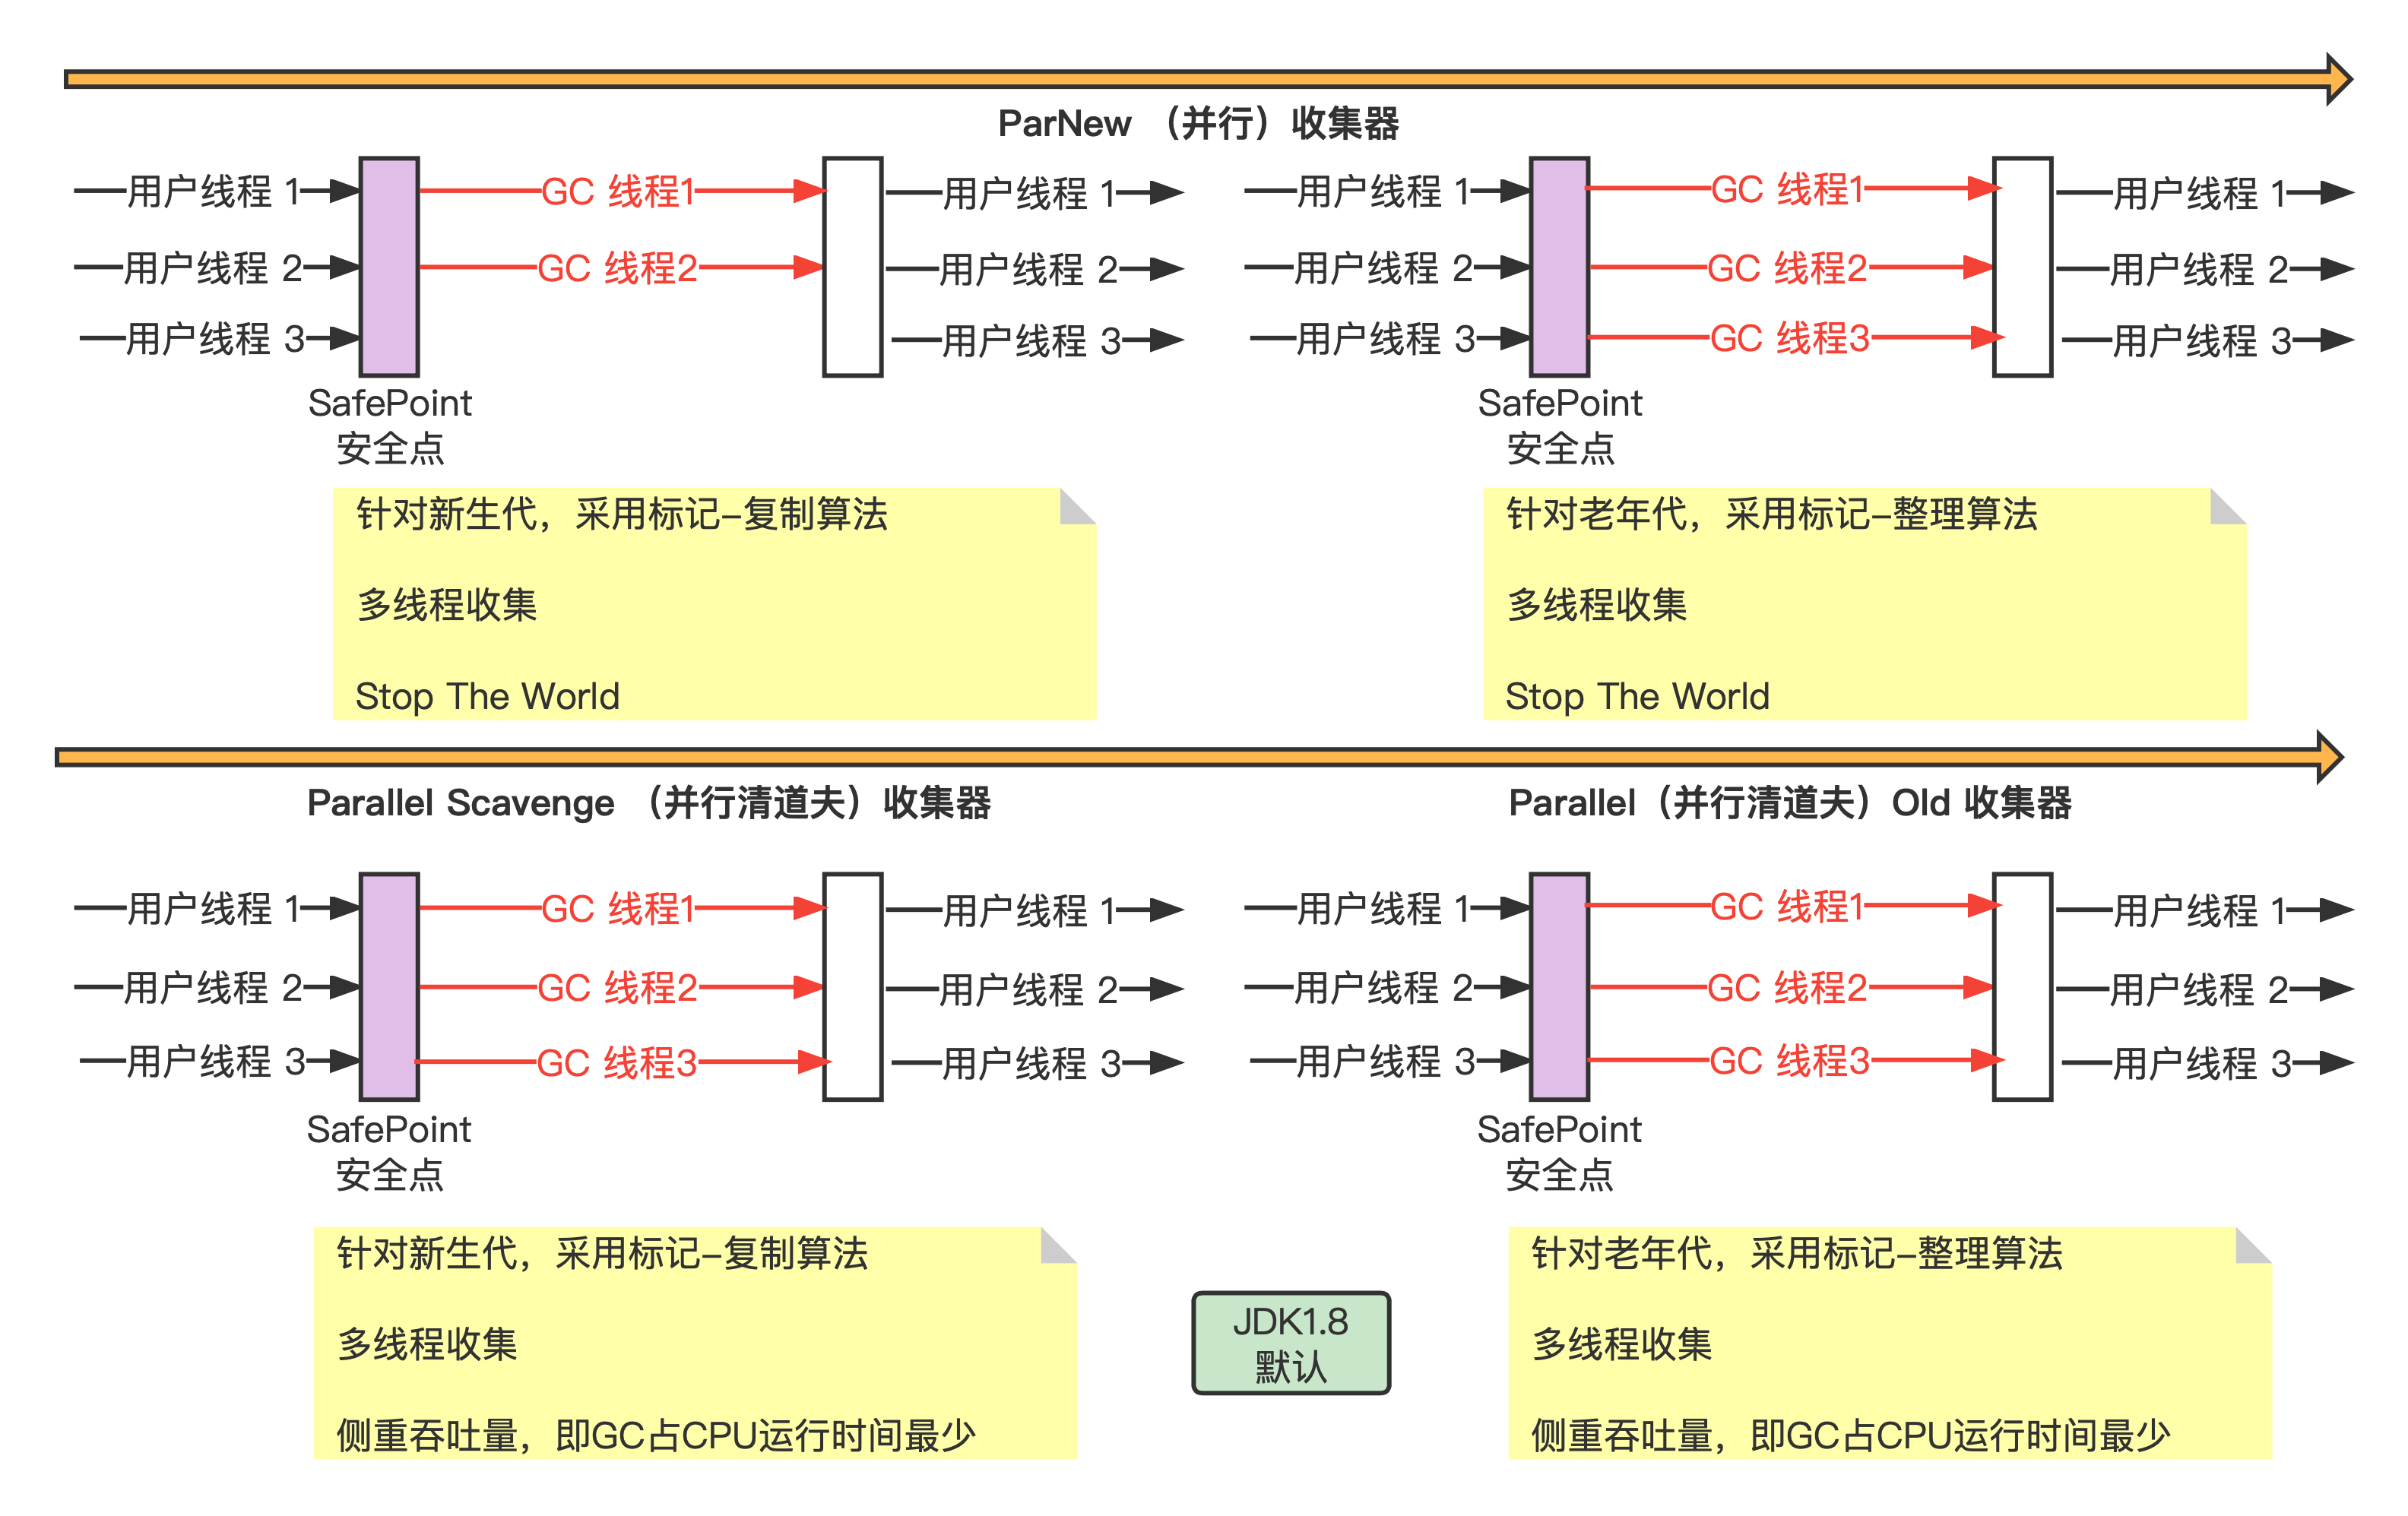 ParNew （并行）收集器
用户线程 1
GC 线程1
用户线程 1
用户线程 2
GC 线程2
用户线程 2
用户线程 3
用户线程 3
SafePoint
安全点
用户线程 1
GC 线程1
用户线程 1
用户线程 2
GC 线程2
用户线程 2
用户线程 3
GC 线程3
用户线程 3
SafePoint
安全点
针对新生代，采用标记-复制算法
多线程收集
Stop The World
针对老年代，采用标记-整理算法
多线程收集
Stop The World
Parallel Scavenge （并行清道夫）收集器
用户线程 1
GC 线程1
用户线程 1
用户线程 2
GC 线程2
用户线程 2
用户线程 3
GC 线程3
用户线程 3
SafePoint
安全点
Parallel（并行清道夫）Old 收集器
用户线程 1
GC 线程1
用户线程 1
用户线程 2
GC 线程2
用户线程 2
用户线程 3
GC 线程3
用户线程 3
SafePoint
安全点
针对新生代，采用标记-复制算法
多线程收集
侧重吞吐量，即GC占CPU运行时间最少
JDK1.8
默认
针对老年代，采用标记-整理算法
多线程收集
侧重吞吐量，即GC占CPU运行时间最少